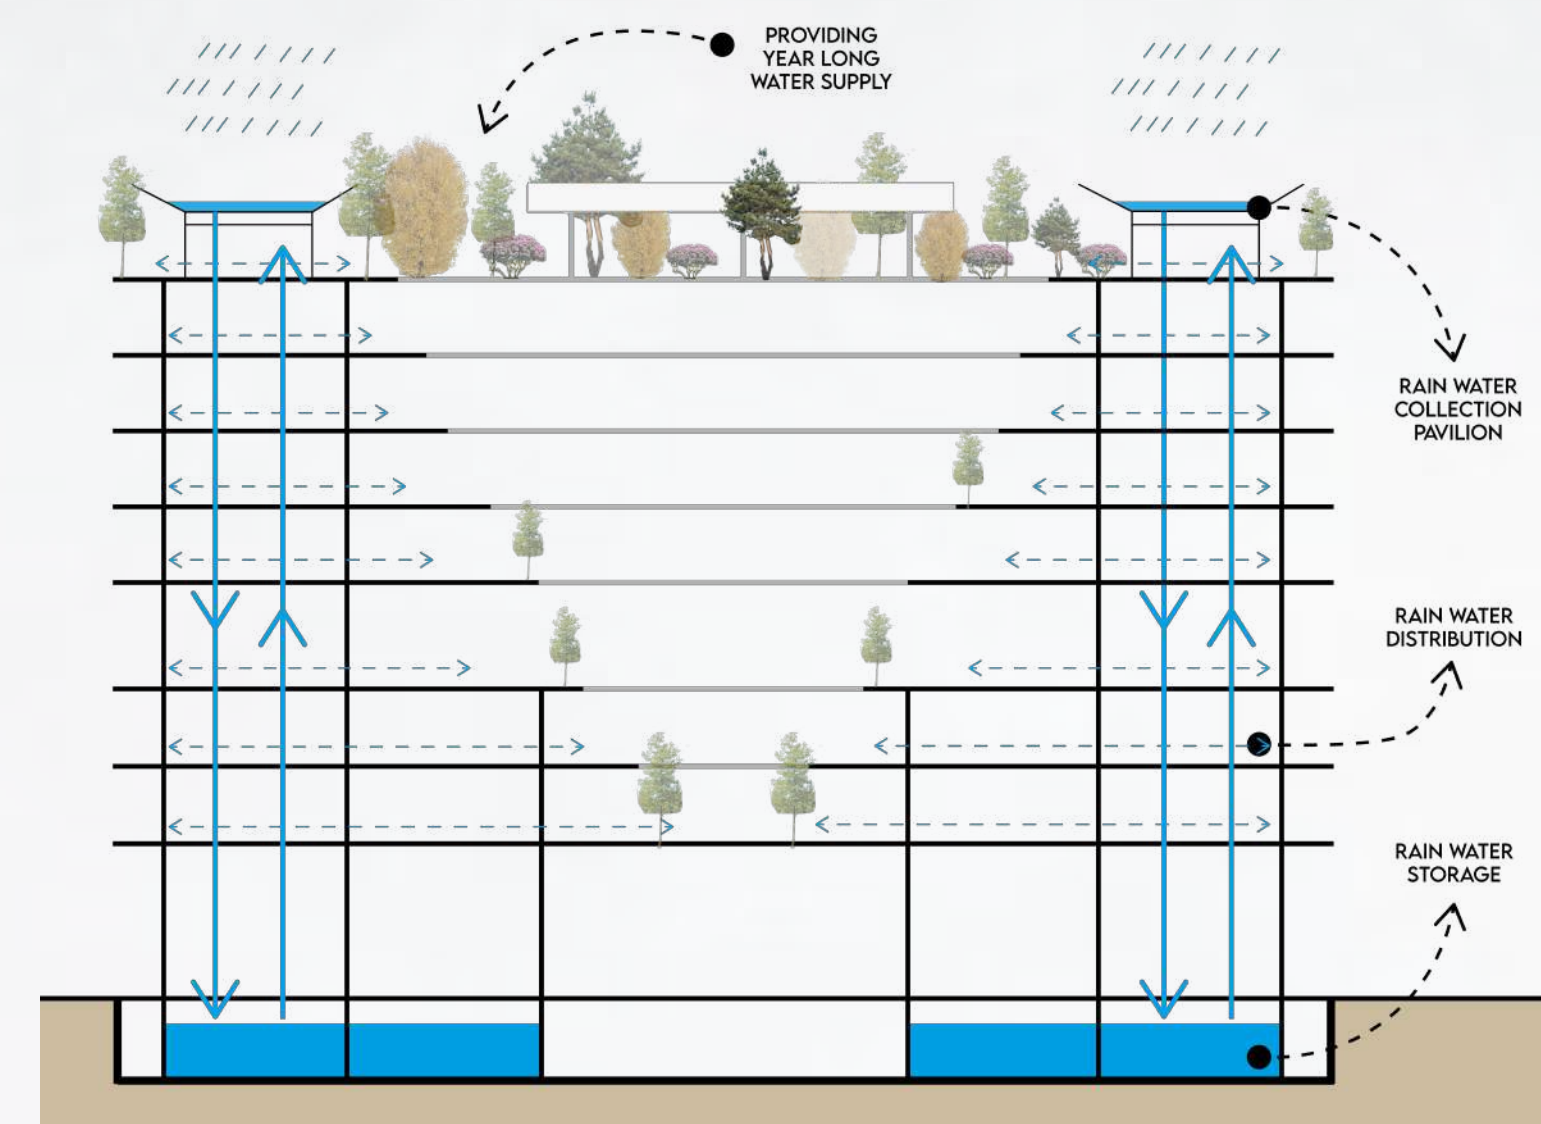 PROVIDING
YEAR LONG
WATER SUPPLY
RAIN WATER
COLLECTION
PAVILION
RAIN WATER
DISTRIBUTION
RAIN WATER
STORAGE